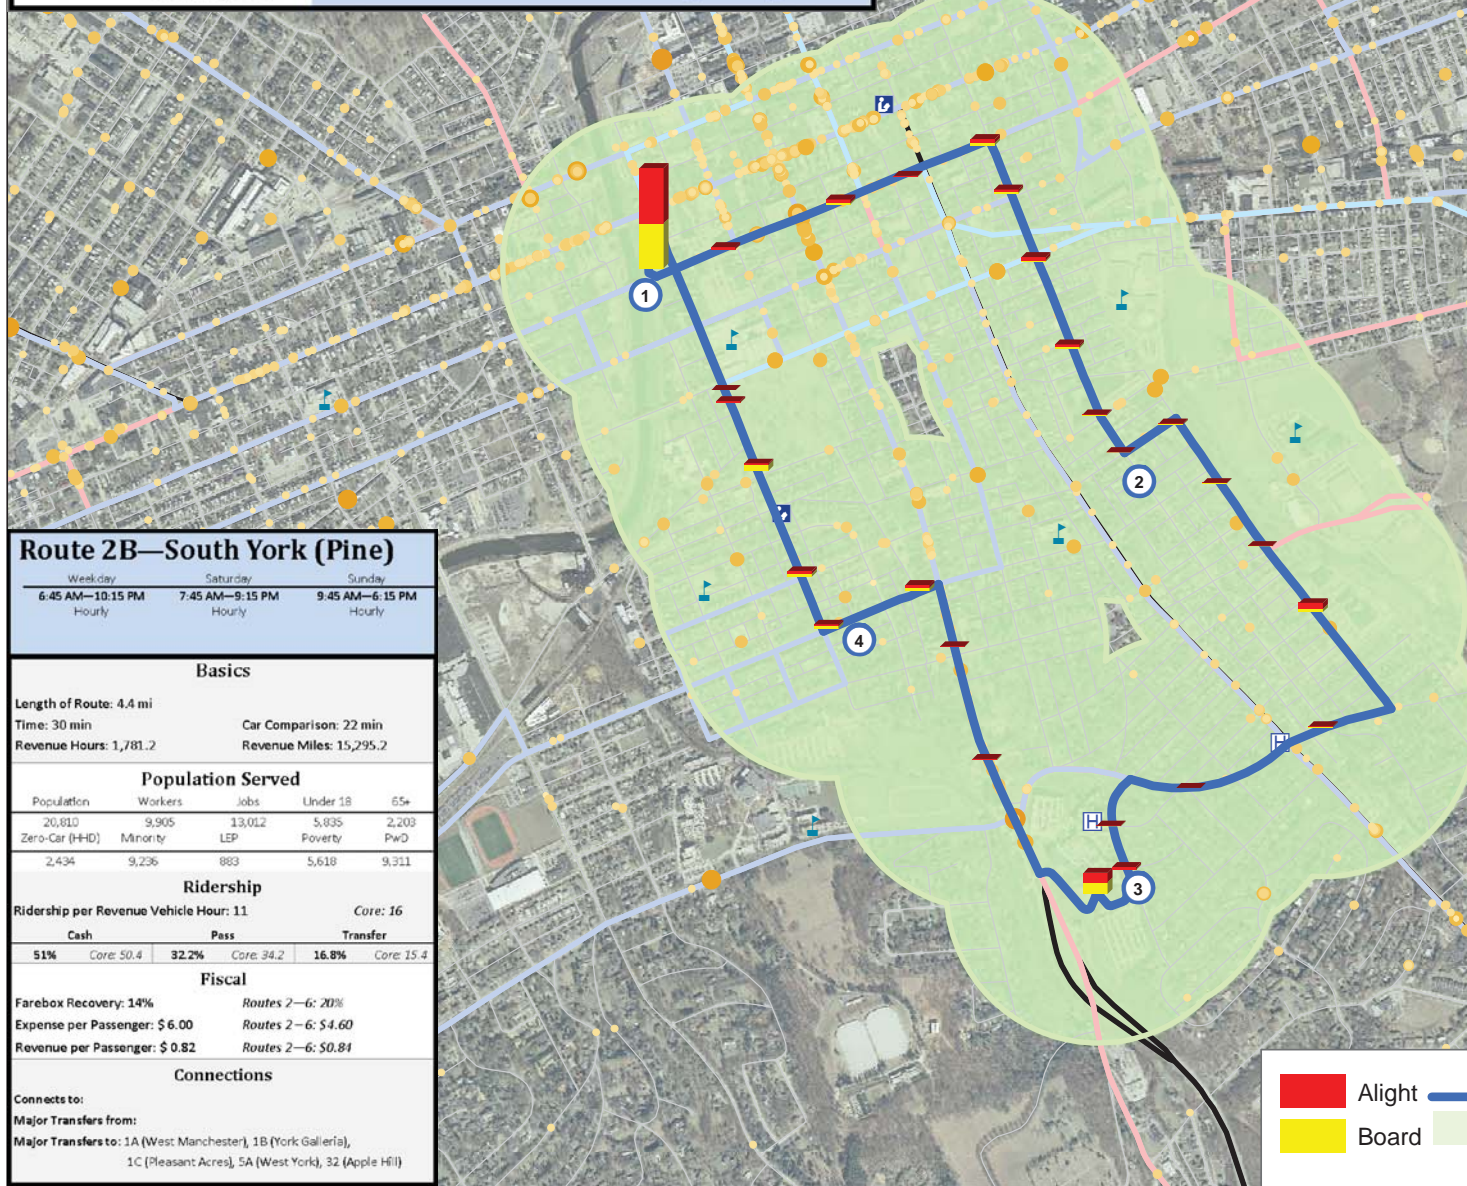 Route 2B—South York (Pine)
Weekday Saturday Sunday
6:45 AM—10:15 PM 7:45 AM—9:15 PM 9:45 AM—6:15 PM
Hourly Hourly Hourly
Basics
Length of Route: 4.4 mi
Time: 30 min Car Comparison: 22 min
Revenue Hours: 1,781.2 Revenue Miles: 15,295.2
Population Served
Population Workers Jobs Under 18 65+
20,810 9,905 13,012 5,835 2,203
Zero-Car (HHD) Minority LEP Poverty PwD
2,434 9,236 883 5,618 9,311
Ridership
Ridership per Revenue Vehicle Hour: 11 Core: 16
Cash Pass Transfer
51% Core: 50.4 32.2% Core: 34.2 16.8% Core: 15.4
Fiscal
Farebox Recovery: 14% Routes 2—6: 20%
Expense per Passenger: $ 6.00 Routes 2—6: $4.60
Revenue per Passenger: $ 0.82 Routes 2—6: $0.84
Connections
Connects to:
Major Transfers from:
Major Transfers to: 1A (West Manchester), 1B (York Galleria),
1C (Pleasant Acres), 5A (West York), 32 (Apple Hill)
1
2
4
H
H
3
Alight
Board